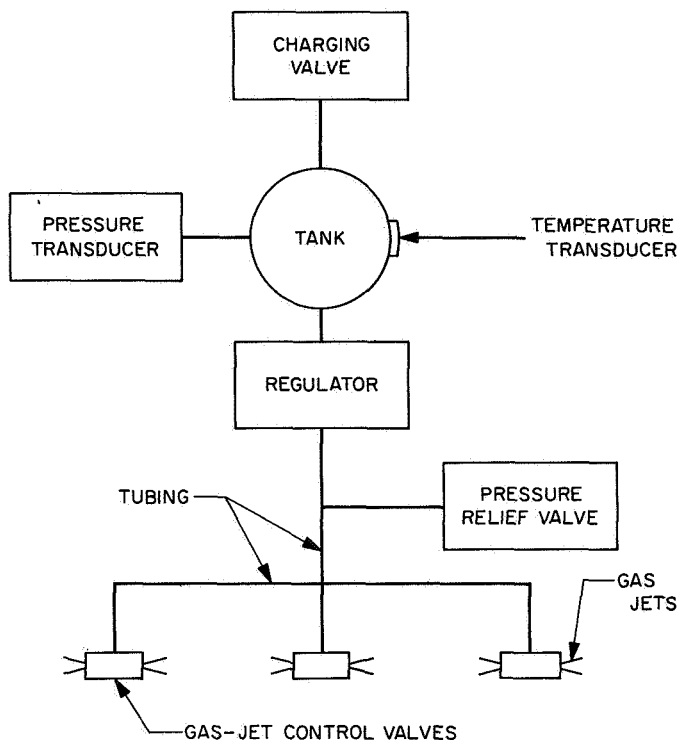 CHARGING
VALVE
PRESSURE
TRANSDUCER
TANK
TEMPERATURE
TRANSDUCER
REGULATOR
TUBING
PRESSURE
RELIEF VALVE
GAS
JETS
GAS-JET CONTROL VALVES